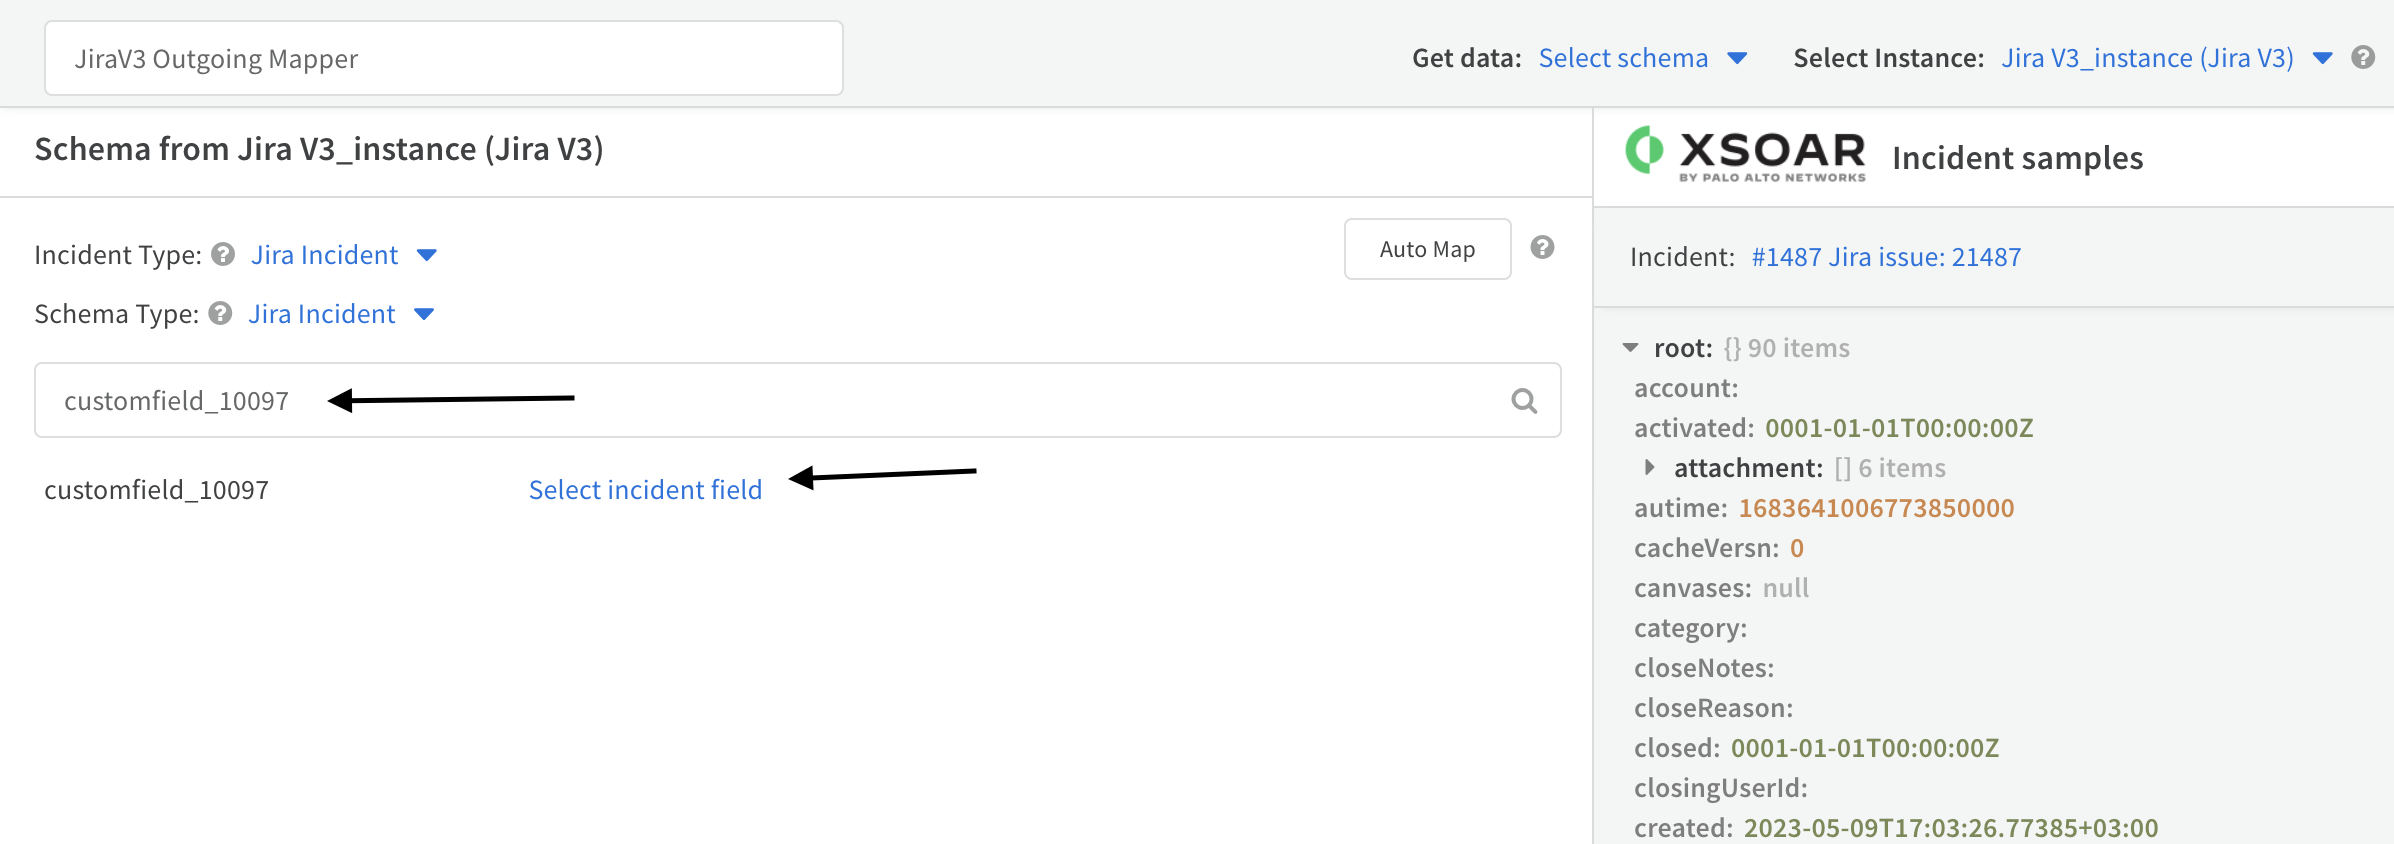 JiraV3 Outgoing Mapper
Get data: Select schema Select Instance: Jira V3_instance (Jira V3)
Schema from Jira V3_instance (Jira V3)
XSOAR
BY PALO ALTO NETWORKS
Incident samples
Incident Type: Jira Incident
Auto Map
Schema Type: Jira Incident
customfield_10097
customfield_10097 Select incident field
Incident: #1487 Jira issue: 21487
root: {} 90 items
account:
activated: 0001-01-01T00:00:00Z
attachment: [] 6 items
autime: 1683641006773850000
cacheVersn: 0
canvases: null
category:
closeNotes:
closeReason:
closed: 0001-01-01T00:00:00Z
closingUserId:
created: 2023-05-09T17:03:26.77385+03:00